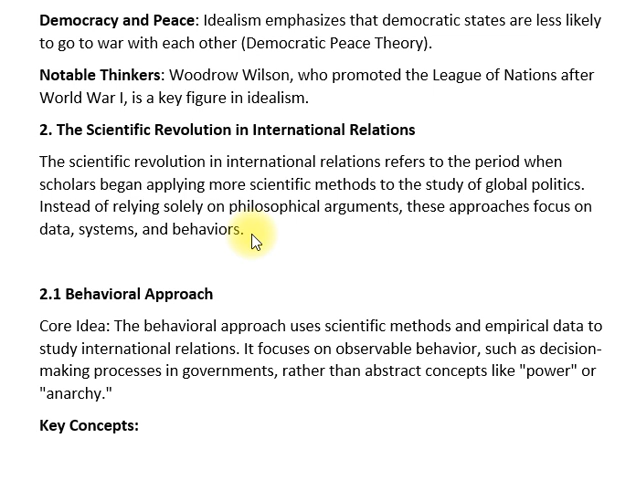 Democracy and Peace: Idealism emphasizes that democratic states are less likely
to go to war with each other (Democratic Peace Theory).
Notable Thinkers: Woodrow Wilson, who promoted the League of Nations after
World War I, is a key figure in idealism.
2. The Scientific Revolution in International Relations
The scientific revolution in international relations refers to the period when
scholars began applying more scientific methods to the study of global politics.
Instead of relying solely on philosophical arguments, these approaches focus on
data, systems, and behaviors.
2.1 Behavioral Approach
Core Idea: The behavioral approach uses scientific methods and empirical data to
study international relations. It focuses on observable behavior, such as decision-
making processes in governments, rather than abstract concepts like "power" or
"anarchy."
Key Concepts: